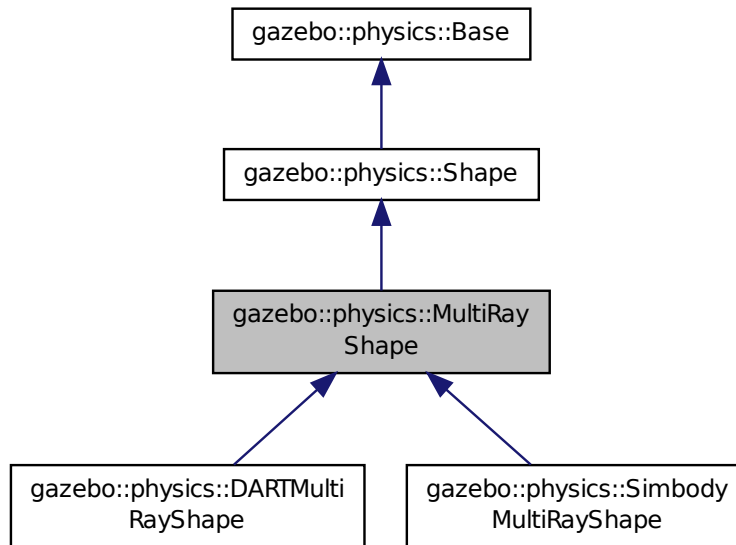 gazebo::physics::Base
gazebo::physics::Shape
gazebo::physics::MultiRay
Shape
gazebo::physics::DARTMulti
RayShape
gazebo::physics::Simbody
MultiRayShape